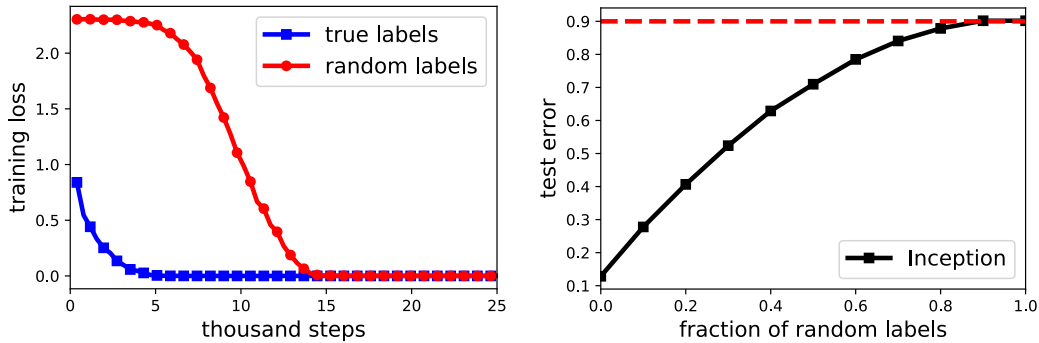 2.0
1.5
1.0
0.5
0.0
training loss
true labels
random labels
0 5 10 15 20 25
thousand steps
0.9
0.8
0.7
0.6
0.5
0.4
0.3
0.2
0.1
test error
Inception
0.0 0.2 0.4 0.6 0.8 1.0
fraction of random labels